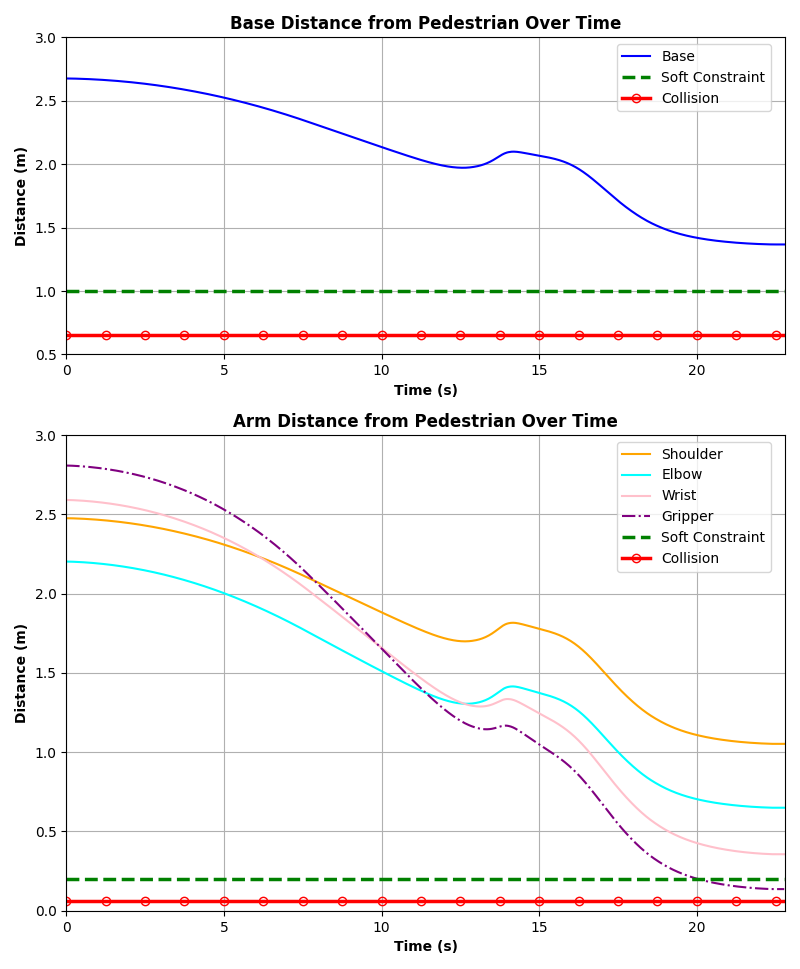 Base Distance from Pedestrian Over Time
3.0
2.5
2.0
1.5
1.0
0.5
Distance (m)
Base
Soft Constraint
Collision
0 5 10 15 20
Time (s)
Arm Distance from Pedestrian Over Time
3.0
2.5
2.0
1.5
1.0
0.5
0.0
Distance (m)
Shoulder
Elbow
Wrist
Gripper
Soft Constraint
Collision
0 5 10 15 20
Time (s)